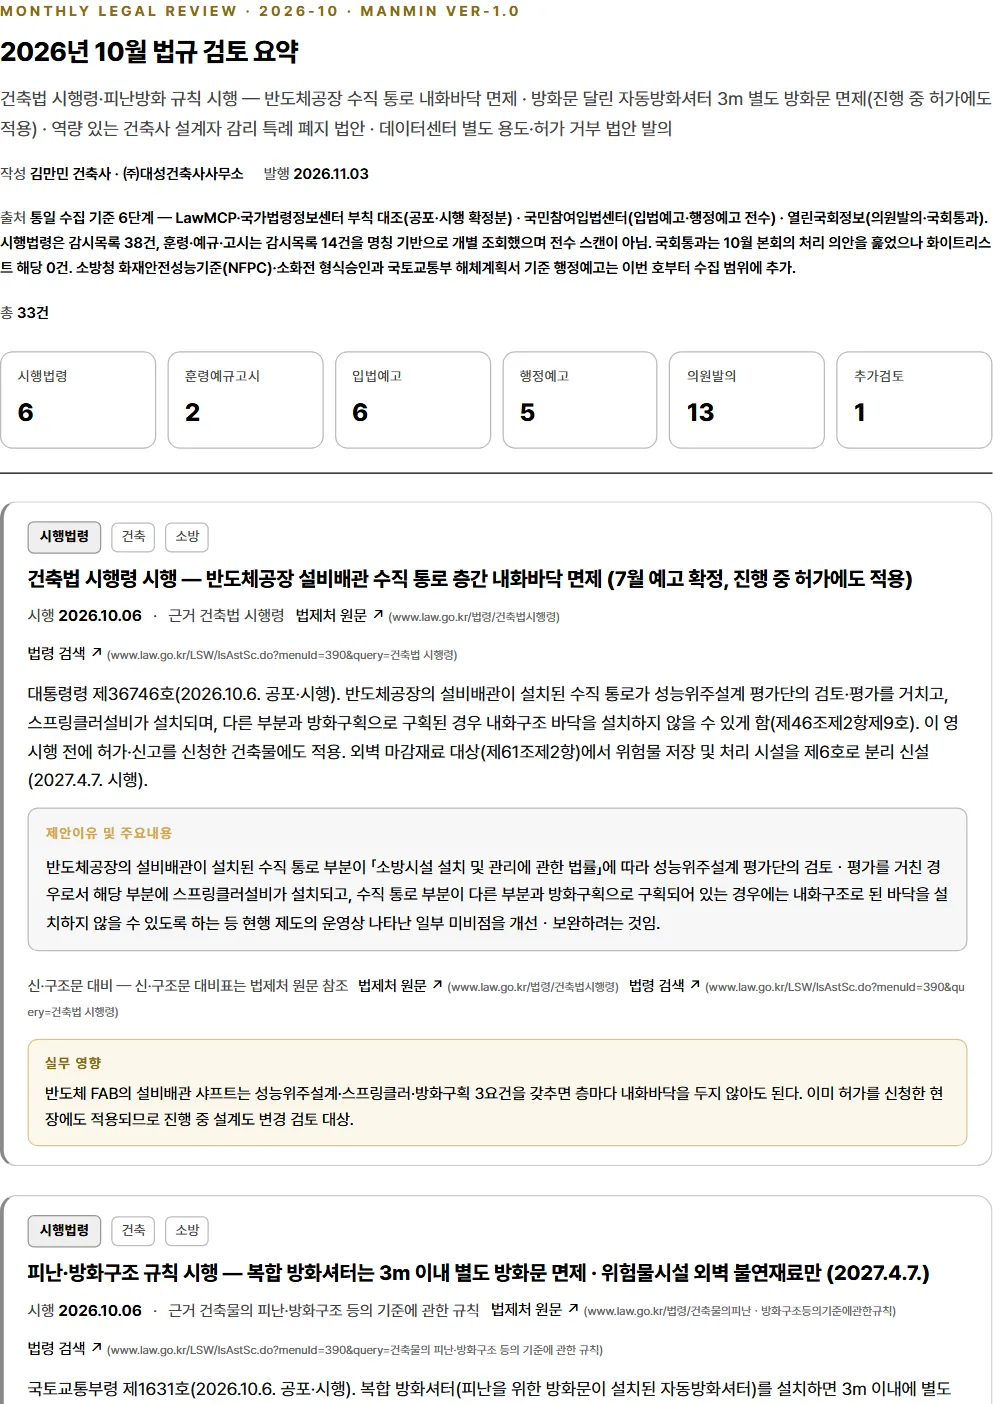 MONTHLY LEGAL REVIEW · 2026-10 · MANMIN VER-1.0
2026년 10월 법규 검토 요약
건축법 시행령·피난방화 규칙 시행 — 반도체공장 수직 통로 내화바닥 면제 · 방화문 달린 자동방화셔터 3m 별도 방화문 면제(진행 중 허가에도
적용) · 역량 있는 건축사 설계자 감리 특례 폐지 법안 · 데이터센터 별도 용도·허가 거부 법안 발의
작성 김만민 건축사 · ㈜대성건축사사무소 발행 2026.11.03
출처 통일 수집 기준 6단계 — LawMCP·국가법령정보센터 부칙 대조(공포·시행 확정분) · 국민참여입법센터(입법예고·행정예고 전수) · 열린국회정보(의원발의·국회통과).
시행법령은 감시목록 38건, 훈령·예규·고시는 감시목록 14건을 명칭 기반으로 개별 조회했으며 전수 스캔이 아님. 국회통과는 10월 본회의 처리 의안을 훑었으나 화이트리스
트 해당 0건. 소방청 화재안전성능기준(NFPC)·소화전 형식승인과 국토교통부 해체계획서 기준 행정예고는 이번 호부터 수집 범위에 추가.
총 33건
시행법령 훈령예규고시 입법예고 행정예고 의원발의 추가검토
6 2 6 5 13 1
시행법령 건축 소방
건축법 시행령 시행 — 반도체공장 설비배관 수직 통로 층간 내화바닥 면제 (7월 예고 확정, 진행 중 허가에도 적용)
시행 2026.10.06 · 근거 건축법 시행령 법제처 원문 ↗ (www.law.go.kr/법령/건축법시행령)
법령 검색 ↗ (www.law.go.kr/LSW/lsAstSc.do?menuId=390&query=건축법 시행령)
대통령령 제36746호(2026.10.6. 공포·시행). 반도체공장의 설비배관이 설치된 수직 통로가 성능위주설계 평가단의 검토·평가를 거치고,
스프링클러설비가 설치되며, 다른 부분과 방화구획으로 구획된 경우 내화구조 바닥을 설치하지 않을 수 있게 함(제46조제2항제9호). 이 영
시행 전에 허가·신고를 신청한 건축물에도 적용. 외벽 마감재료 대상(제61조제2항)에서 위험물 저장 및 처리 시설을 제6호로 분리 신설
(2027.4.7. 시행).
제안이유 및 주요내용
반도체공장의 설비배관이 설치된 수직 통로 부분이 「소방시설 설치 및 관리에 관한 법률」에 따라 성능위주설계 평가단의 검토ㆍ평가를 거친 경
우로서 해당 부분에 스프링클러설비가 설치되고, 수직 통로 부분이 다른 부분과 방화구획으로 구획되어 있는 경우에는 내화구조로 된 바닥을 설
치하지 않을 수 있도록 하는 등 현행 제도의 운영상 나타난 일부 미비점을 개선ㆍ보완하려는 것임.
신·구조문 대비 — 신·구조문 대비표는 법제처 원문 참조 법제처 원문 ↗ (www.law.go.kr/법령/건축법시행령) 법령 검색 ↗ (www.law.go.kr/LSW/lsAstSc.do?menuId=390&qu
ery=건축법 시행령)
실무 영향
반도체 FAB의 설비배관 샤프트는 성능위주설계·스프링클러·방화구획 3요건을 갖추면 층마다 내화바닥을 두지 않아도 된다. 이미 허가를 신청한 현
장에도 적용되므로 진행 중 설계도 변경 검토 대상.
시행법령 건축 소방
피난·방화구조 규칙 시행 — 복합 방화셔터는 3m 이내 별도 방화문 면제 · 위험물시설 외벽 불연재료만 (2027.4.7.)
시행 2026.10.06 · 근거 건축물의 피난·방화구조 등의 기준에 관한 규칙 법제처 원문 ↗ (www.law.go.kr/법령/건축물의피난ㆍ방화구조등의기준에관한규칙)
법령 검색 ↗ (www.law.go.kr/LSW/lsAstSc.do?menuId=390&query=건축물의 피난·방화구조 등의 기준에 관한 규칙)
국토교통부령 제1631호(2026.10.6. 공포·시행). 복합 방화셔터(피난을 위한 방화문이 설치된 자동방화셔터)를 설치하면 3m 이내에 별도